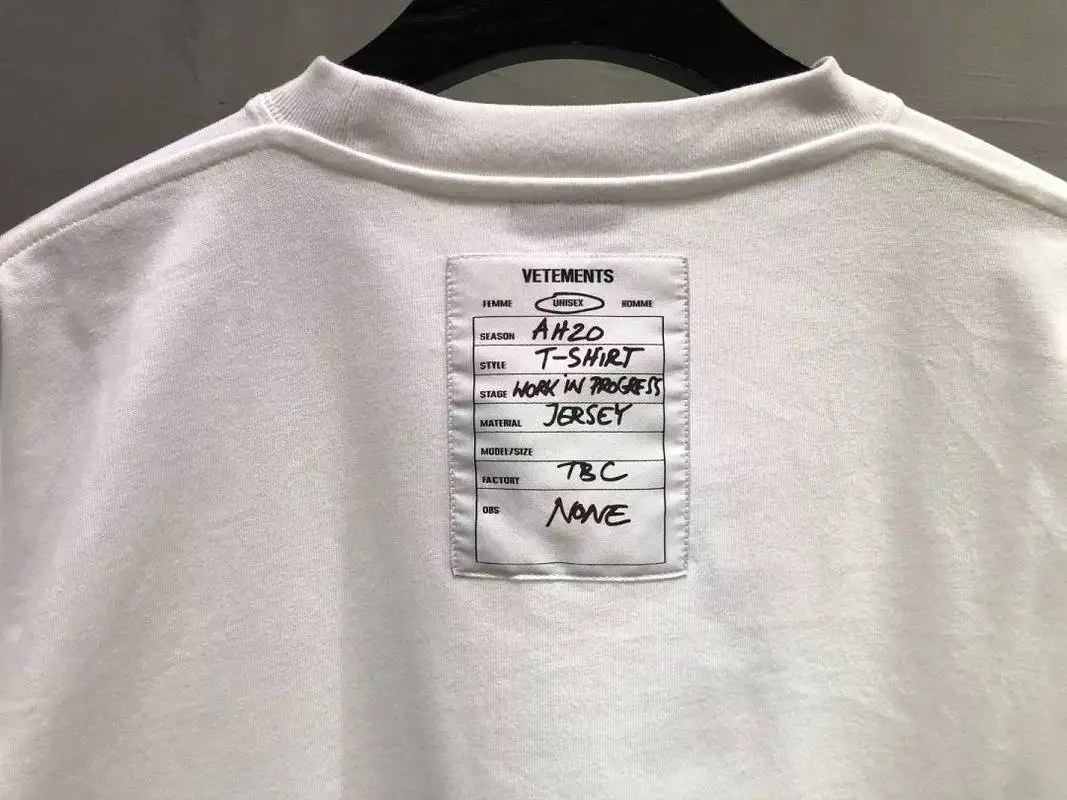 VETEMENTS
FEMME UNISEX HOMME
SEASON AH20
STYLE T-SHIRT
STAGE WORK IN PROGRESS
MATERIAL JERSEY
MODEL/SIZE
FACTORY TBC
OBS NONE